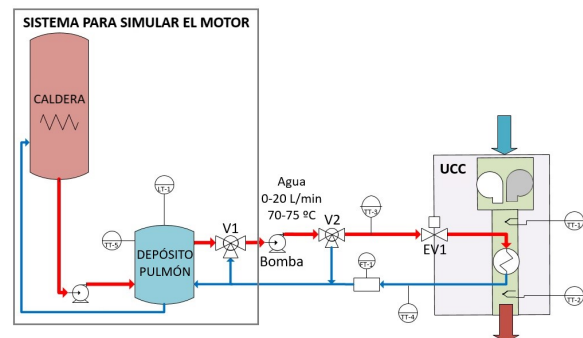 SISTEMA PARA SIMULAR EL MOTOR
CALDERA
LT-1
TT-5
DEPÓSITO
PULMÓN
V1
Agua
0-20 L/min
70-75 ºC
Bomba
V2
TT-3
FT-1
TT-4
EV1
UCC
TT-1
TT-2